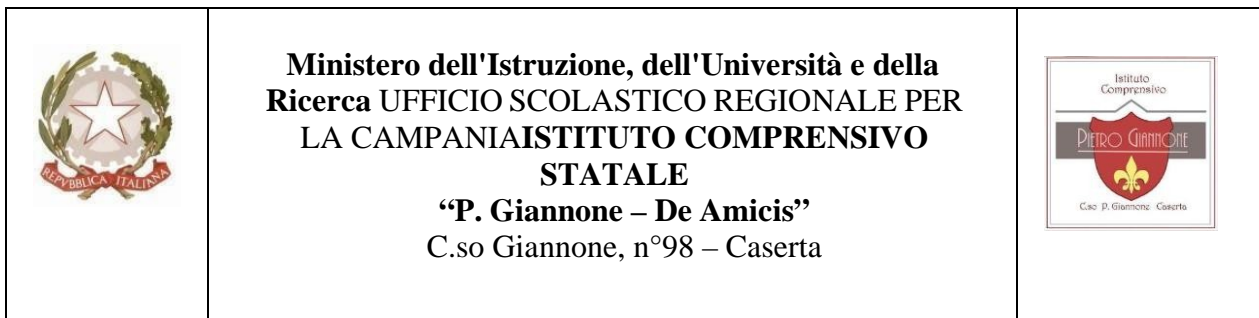 REPVBBLICA ITALIANA
Ministero dell'Istruzione, dell'Università e della
Ricerca UFFICIO SCOLASTICO REGIONALE PER
LA CAMPANIAISTITUTO COMPRENSIVO
STATALE
“P. Giannone – De Amicis”
C.so Giannone, n°98 – Caserta
Istituto
Comprensivo
PIETRO GIANNONE
C.so P. Giannone Caserta